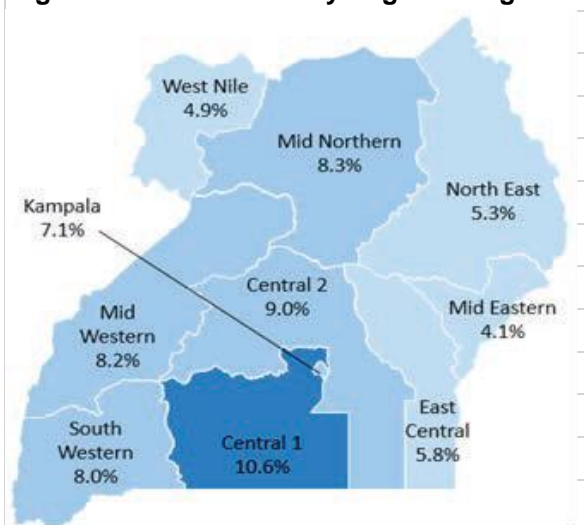 West Nile
4.9%
Mid Northern
8.3%
North East
5.3%
Kampala
7.1%
Central 2
9.0%
Mid Eastern
4.1%
Mid
Western
8.2%
East
Central
5.8%
South
Western
8.0%
Central 1
10.6%